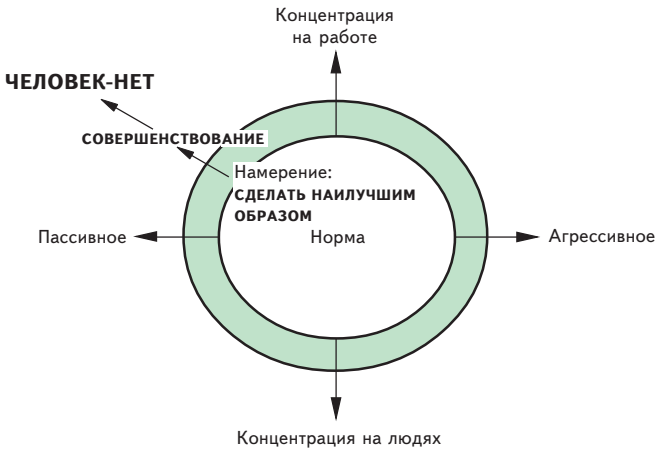 Концентрация
на работе
ЧЕЛОВЕК-НЕТ
СОВЕРШЕНСТВОВАНИЕ
Намерение:
СДЕЛАТЬ НАИЛУЧШИМ
ОБРАЗОМ
Пассивное
Норма
Агрессивное
Концентрация на людях